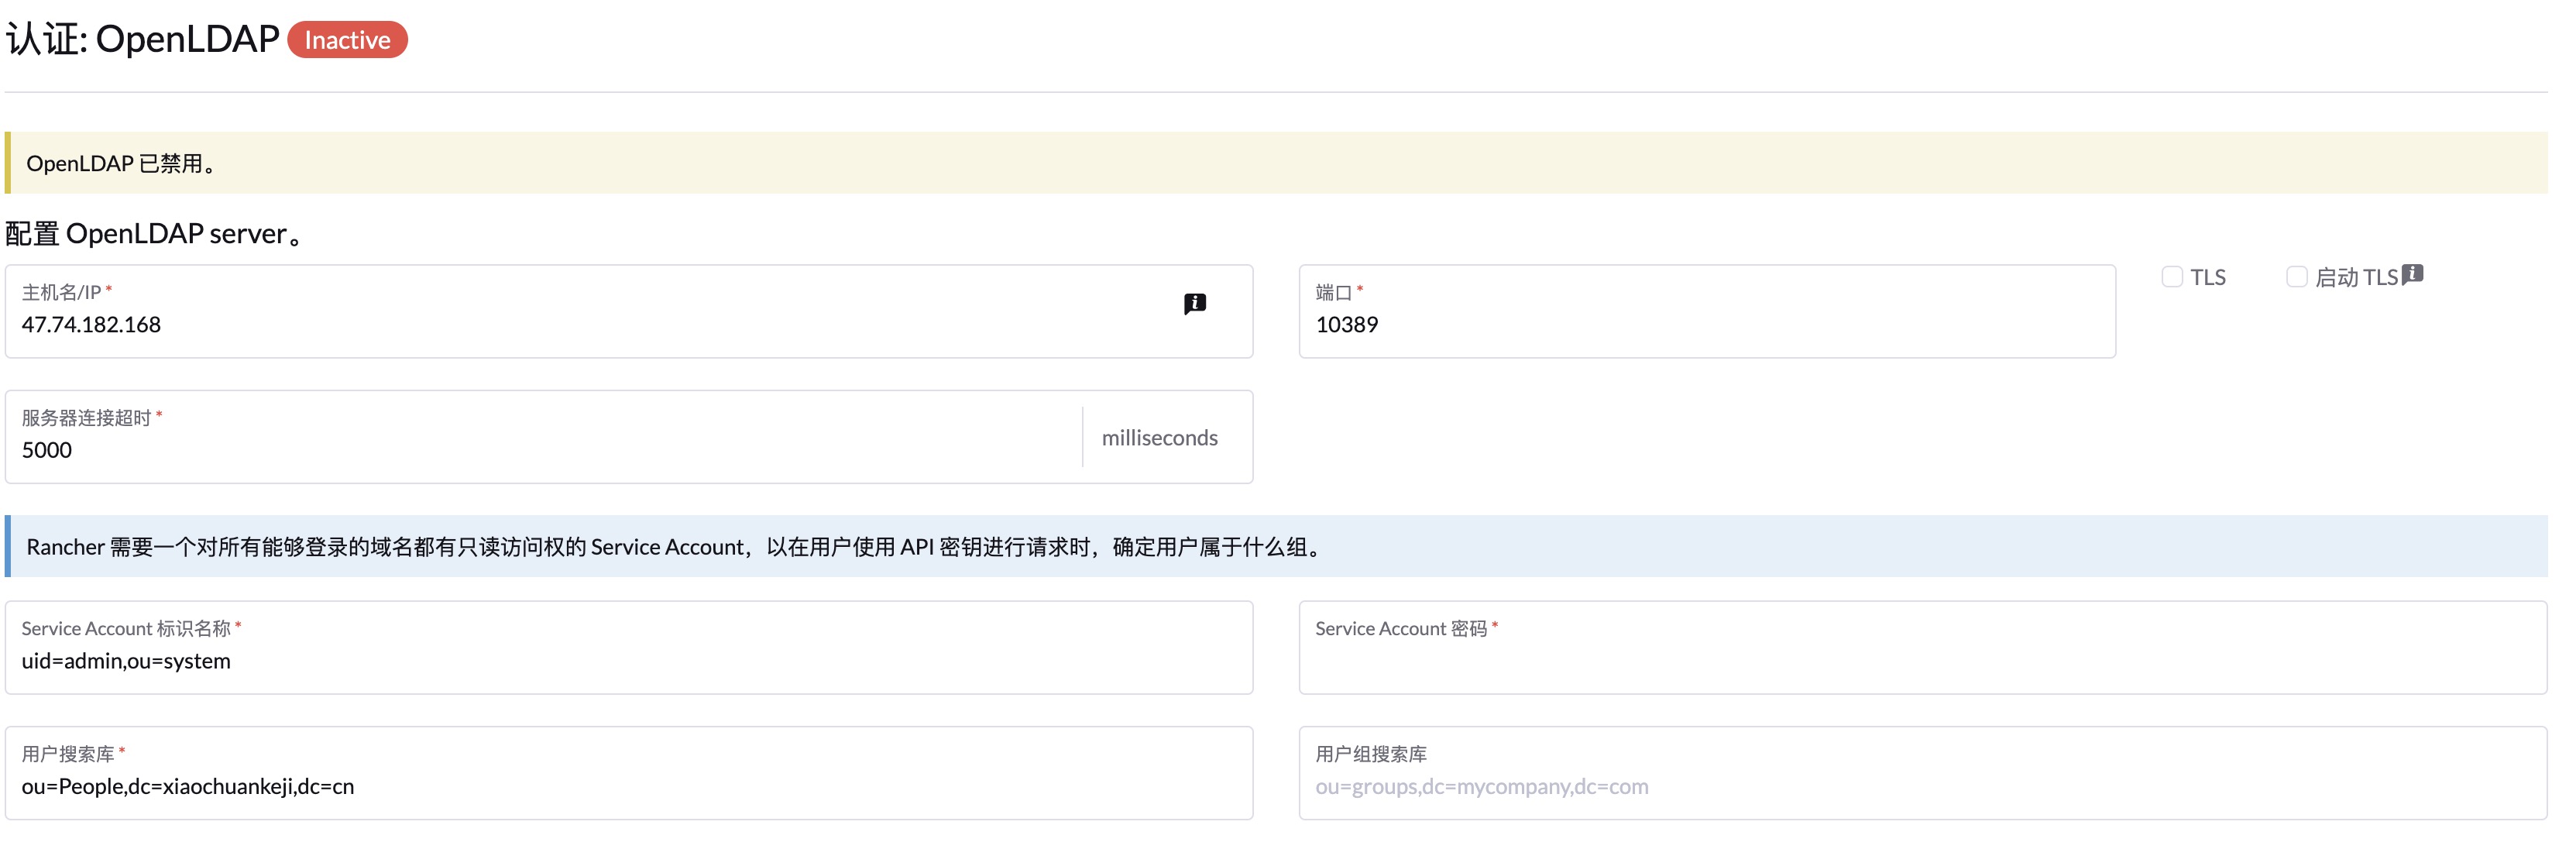 认证: OpenLDAP Inactive
OpenLDAP 已禁用。
配置 OpenLDAP server。
主机名/IP *
47.74.182.168
端口 *
10389
TLS
启动 TLS
服务器连接超时 *
5000
milliseconds
Rancher 需要一个对所有能够登录的域名都有只读访问权的 Service Account，以在用户使用 API 密钥进行请求时，确定用户属于什么组。
Service Account 标识名称 *
uid=admin,ou=system
Service Account 密码 *
用户搜索库 *
ou=People,dc=xiaochuankeji,dc=cn
用户组搜索库
ou=groups,dc=mycompany,dc=com